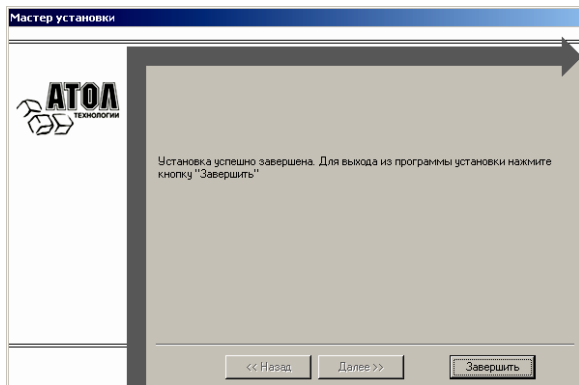 Мастер установки
АТОЛ
ТЕХНОЛОГИИ
Установка успешно завершена. Для выхода из программы установки нажмите
кнопку "Завершить"
<< Назад
Далее >>
Завершить